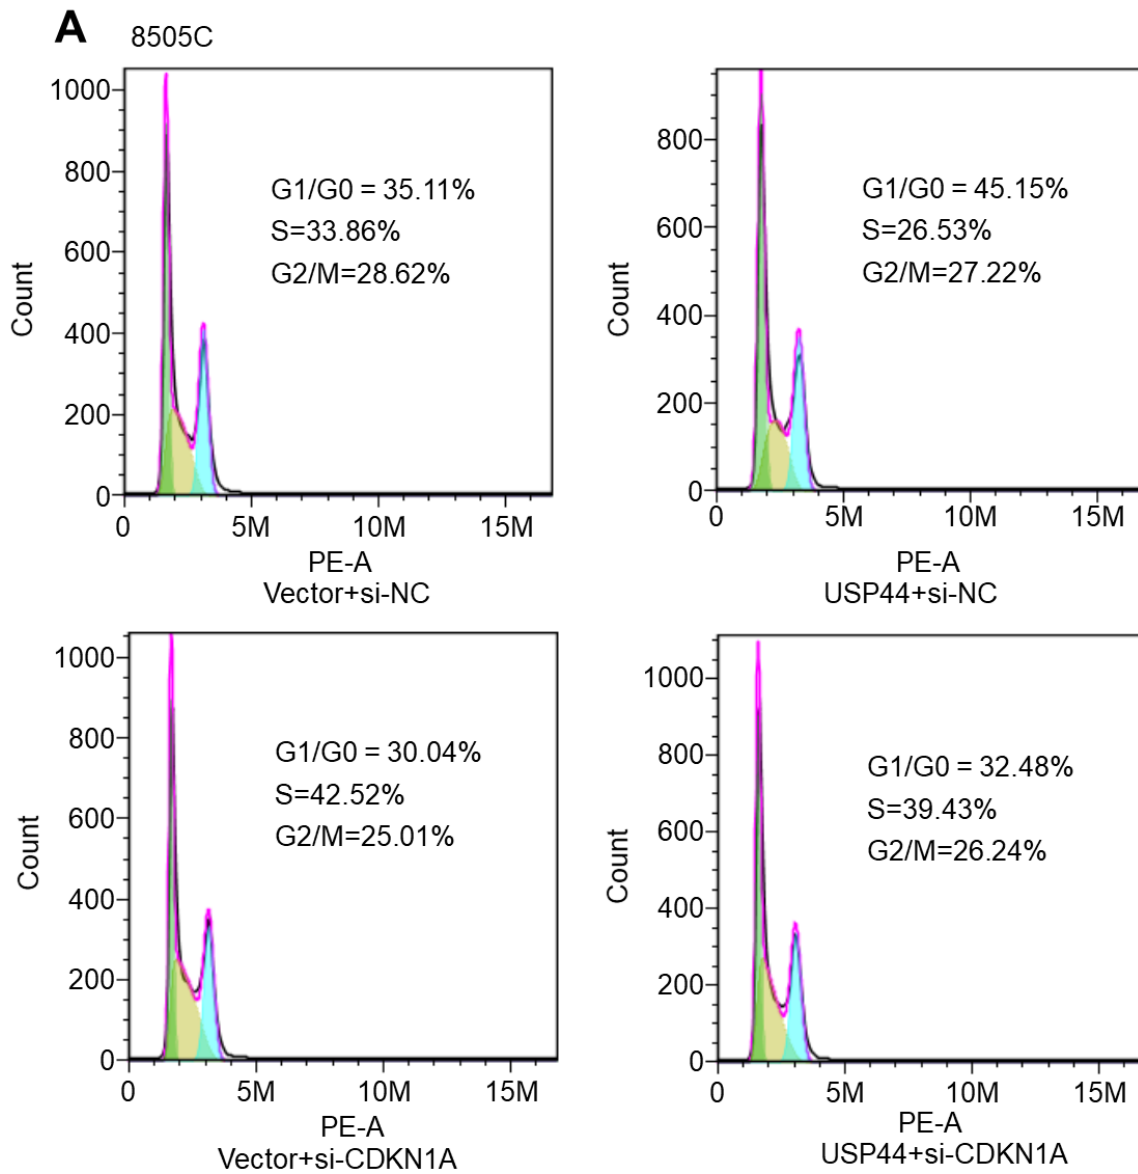 A
8505C
1000
800
600
400
200
0
Count
G1/G0 = 35.11%
S=33.86%
G2/M=28.62%
0 5M 10M 15M
PE-A
Vector+si-NC
800
600
400
200
0
Count
G1/G0 = 45.15%
S=26.53%
G2/M=27.22%
0 5M 10M 15M
PE-A
USP44+si-NC
1000
800
600
400
200
0
Count
G1/G0 = 30.04%
S=42.52%
G2/M=25.01%
0 5M 10M 15M
PE-A
Vector+si-CDKN1A
1000
800
600
400
200
0
Count
G1/G0 = 32.48%
S=39.43%
G2/M=26.24%
0 5M 10M 15M
PE-A
USP44+si-CDKN1A